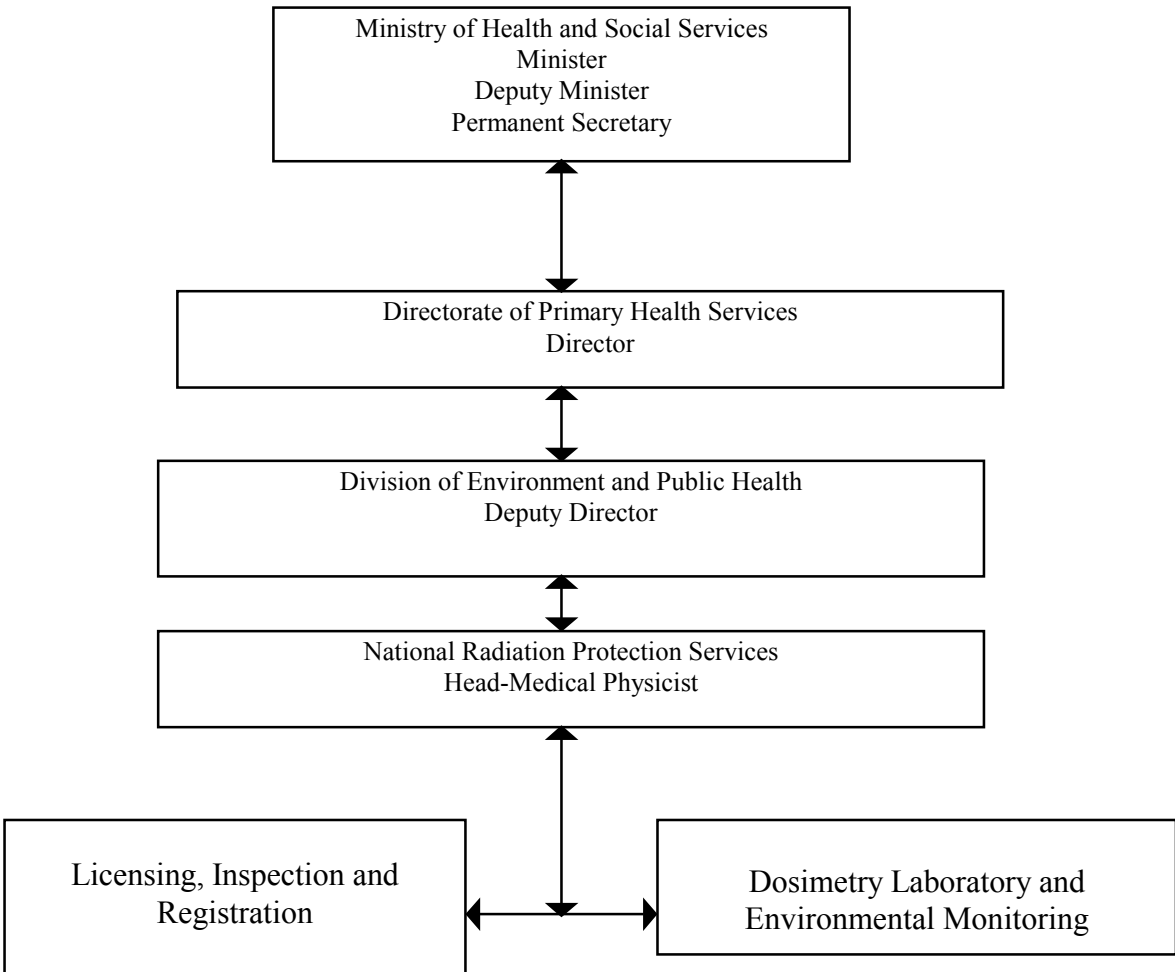 Ministry of Health and Social Services
Minister
Deputy Minister
Permanent Secretary
Directorate of Primary Health Services
Director
Division of Environment and Public Health
Deputy Director
National Radiation Protection Services
Head-Medical Physicist
Licensing, Inspection and
Registration
Dosimetry Laboratory and
Environmental Monitoring